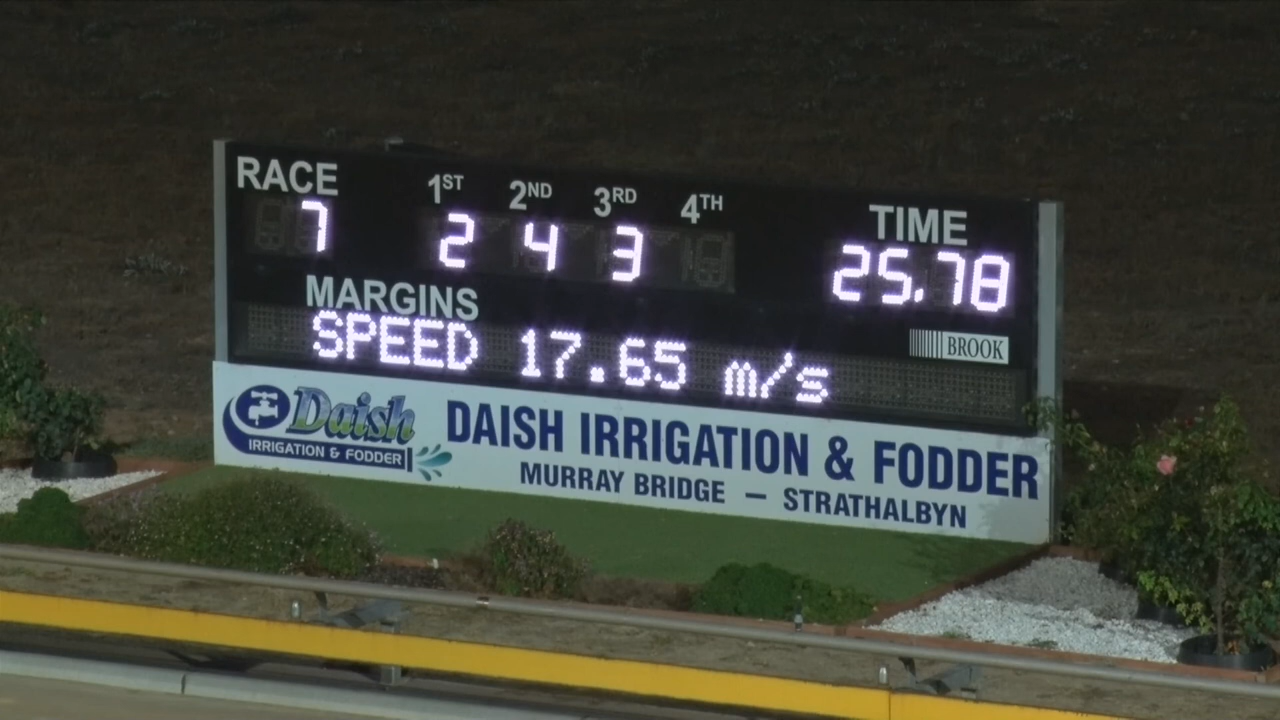 RACE 1ST 2ND 3RD 4TH TIME
7 2 4 3 25.78
MARGINS
SPEED 17.65 m/s
BROOK
Daish
IRRIGATION & FODDER
DAISH IRRIGATION & FODDER
MURRAY BRIDGE — STRATHALBYN